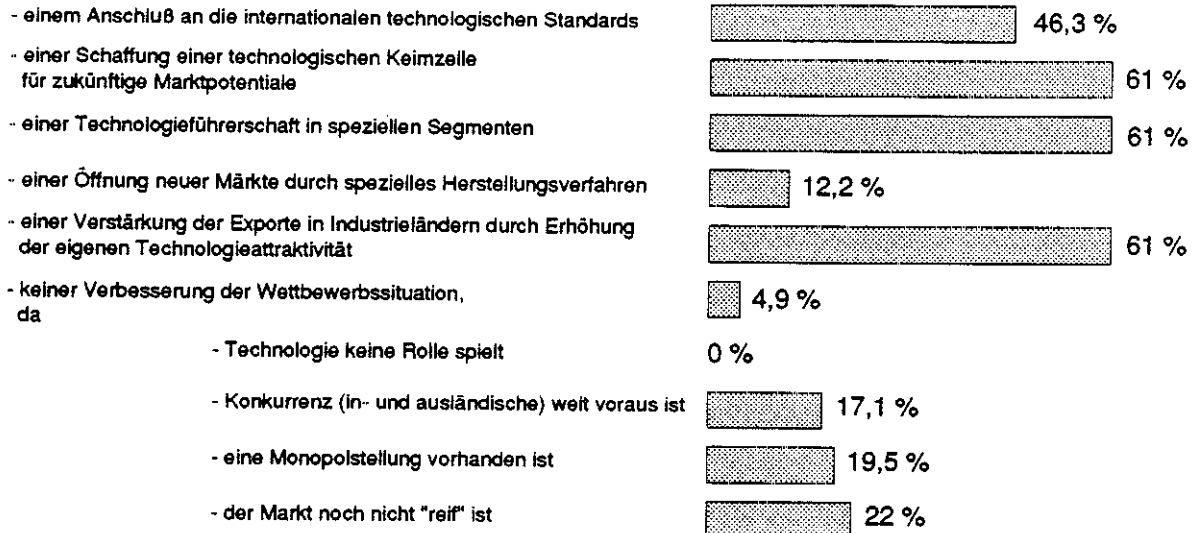 - einem Anschluß an die internationalen technologischen Standards 46,3 %
- einer Schaffung einer technologischen Keimzelle
für zukünftige Marktpotentiale 61 %
- einer Technologieführerschaft in speziellen Segmenten 61 %
- einer Öffnung neuer Märkte durch spezielles Herstellungsverfahren 12,2 %
- einer Verstärkung der Exporte in Industrieländern durch Erhöhung
der eigenen Technologieattraktivität 61 %
- keiner Verbesserung der Wettbewerbssituation, 4,9 %
da
- Technologie keine Rolle spielt 0 %
- Konkurrenz (in- und ausländische) weit voraus ist 17,1 %
- eine Monopolstellung vorhanden ist 19,5 %
- der Markt noch nicht "reif" ist 22 %